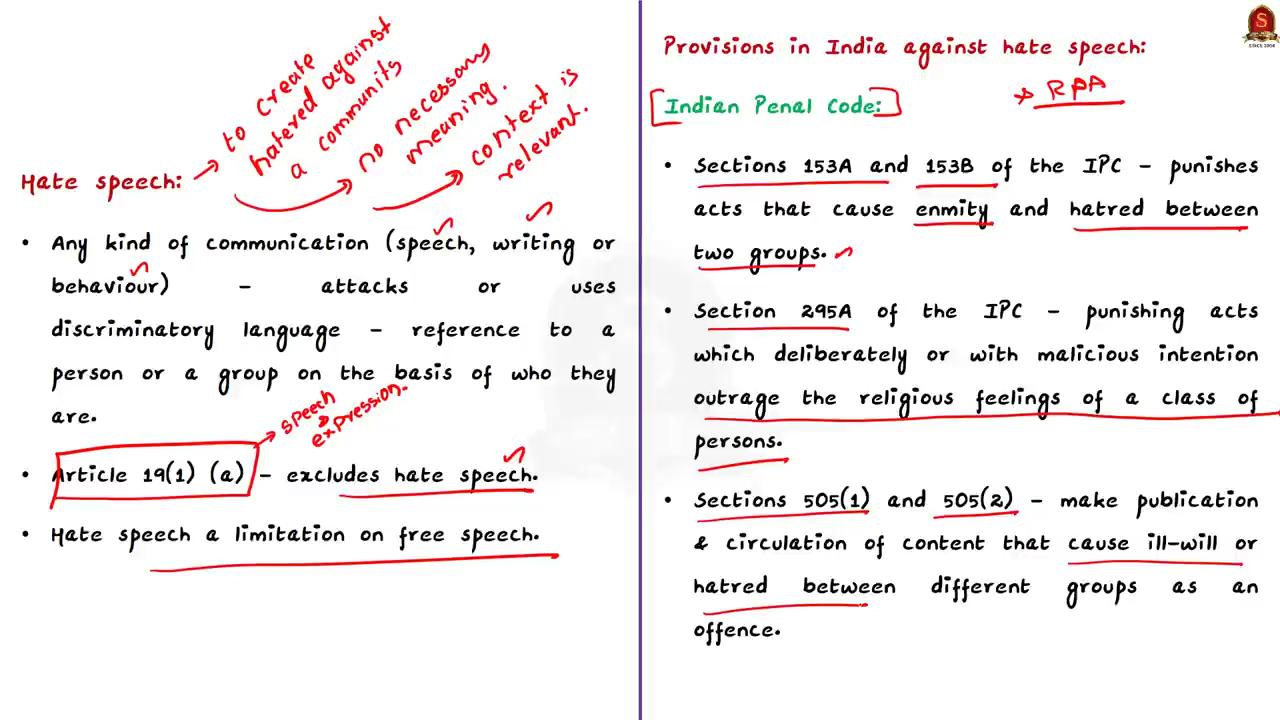 to create
hatered against
a communits
no necessary
meaning.
context is
relevant.
Hate speech:
• Any kind of communication (speech, writing or
behaviour) - attacks or uses
discriminatory language - reference to a
person or a group on the basis of who they
are.
speech
&
expression.
• Article 19(1) (a) - excludes hate speech.
• Hate speech a limitation on free speech.
Provisions in India against hate speech:
RPA
Indian Penal Code:
• Sections 153A and 153B of the IPC - punishes
acts that cause enmity and hatred between
two groups.
• Section 295A of the IPC - punishing acts
which deliberately or with malicious intention
outrage the religious feelings of a class of
persons.
• Sections 505(1) and 505(2) - make publication
& circulation of content that cause ill-will or
hatred between different groups as an
offence.
S
SINCE 2004